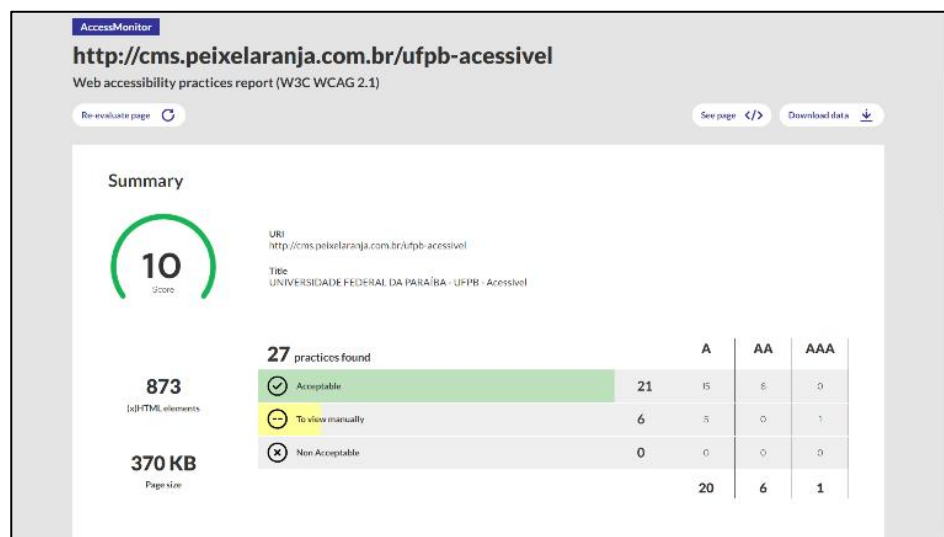 AccessMonitor
http://cms.peixelaranja.com.br/ufpb-acessivel
Web accessibility practices report (W3C WCAG 2.1)
Re-evaluate page
See page </>
Download data
Summary
10
Score
URI
http://cms.peixelaranja.com.br/ufpb-acessivel
Title
UNIVERSIDADE FEDERAL DA PARAÍBA - UFPB - Acessível
873
(x)HTML elements
370 KB
Page size
27 practices found A AA AAA
Acceptable 21 15 6 0
To view manually 6 5 0 1
Non Acceptable 0 0 0 0
20 6 1